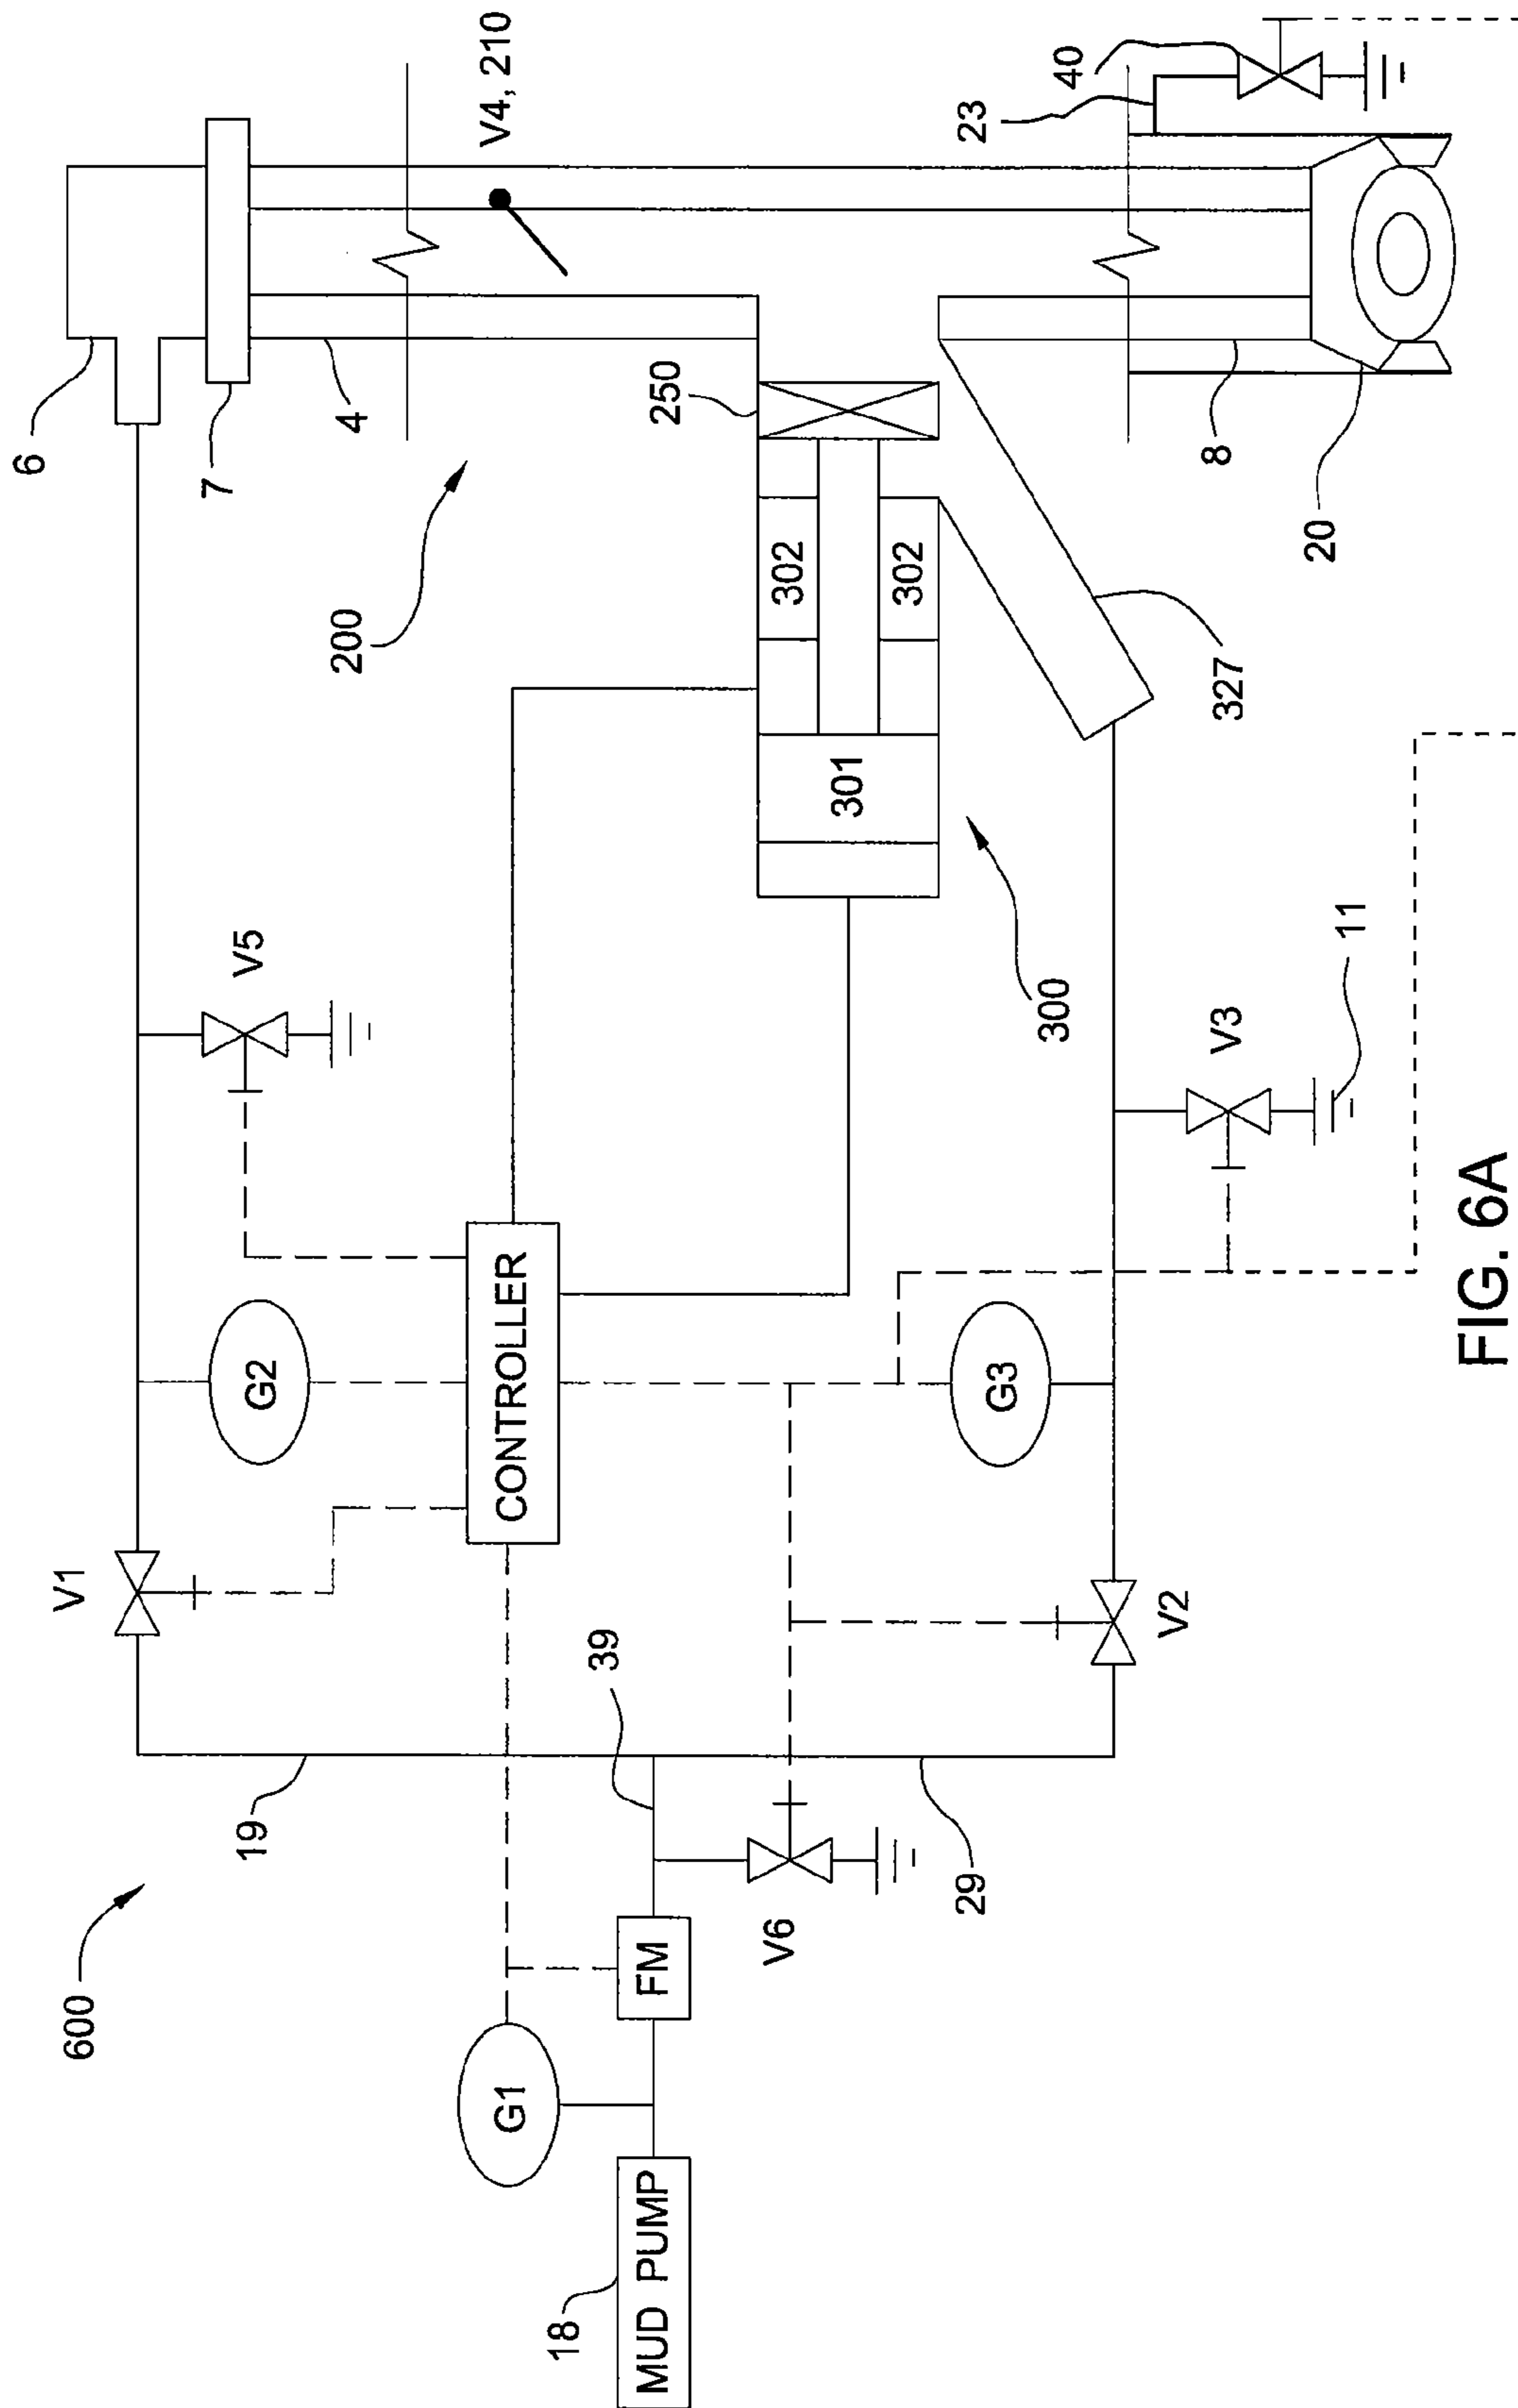 600
18
MUD PUMP
G1
FM
V6
39
19
29
V1
V2
CONTROLLER
G2
G3
V5
V3
11
300
301
302
302
327
200
250
6
7
4
V4, 210
8
20
23
40
FIG. 6A